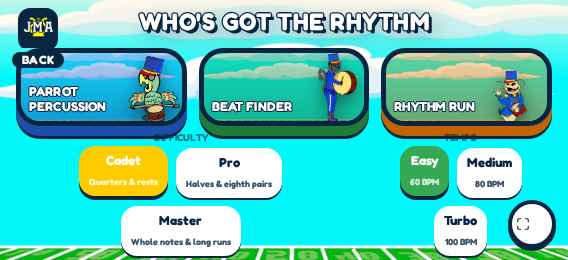 JMA
WHO'S GOT THE RHYTHM
BACK
PARROT
PERCUSSION
BEAT FINDER
RHYTHM RUN
DIFFICULTY
TEMPO
Cadet
Quarters & rests
Pro
Halves & eighth pairs
Easy
60 BPM
Medium
80 BPM
Master
Whole notes & long runs
Turbo
100 BPM